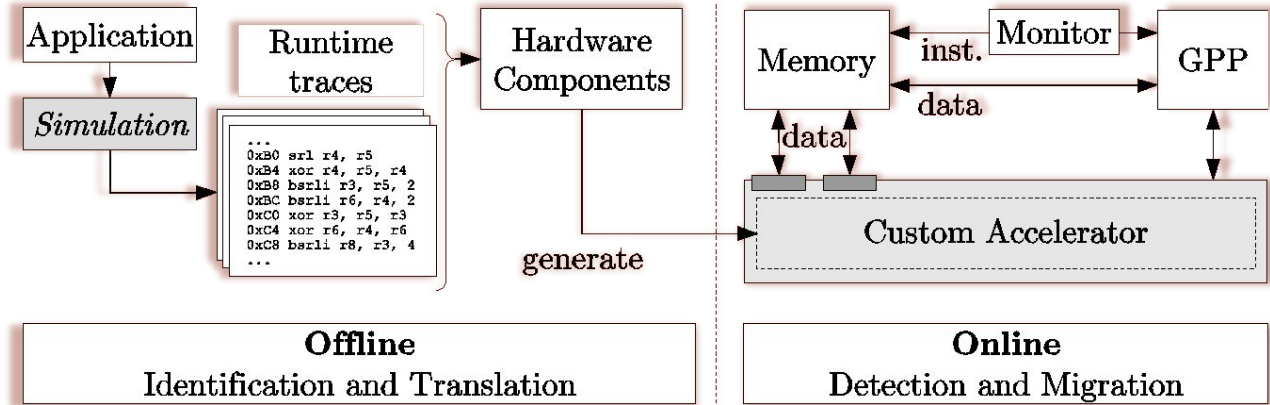 Application
Simulation
Runtime
traces
...
0xB0 srl r4, r5
0xB4 xor r4, r5, r4
0xB8 bsrli r3, r5, 2
0xBC bsrli r6, r4, 2
0xC0 xor r3, r5, r3
0xC4 xor r6, r4, r6
0xC8 bsrli r8, r3, 4
...
Hardware
Components
generate
Memory
inst.
Monitor
GPP
data
data
Custom Accelerator
Offline
Identification and Translation
Online
Detection and Migration